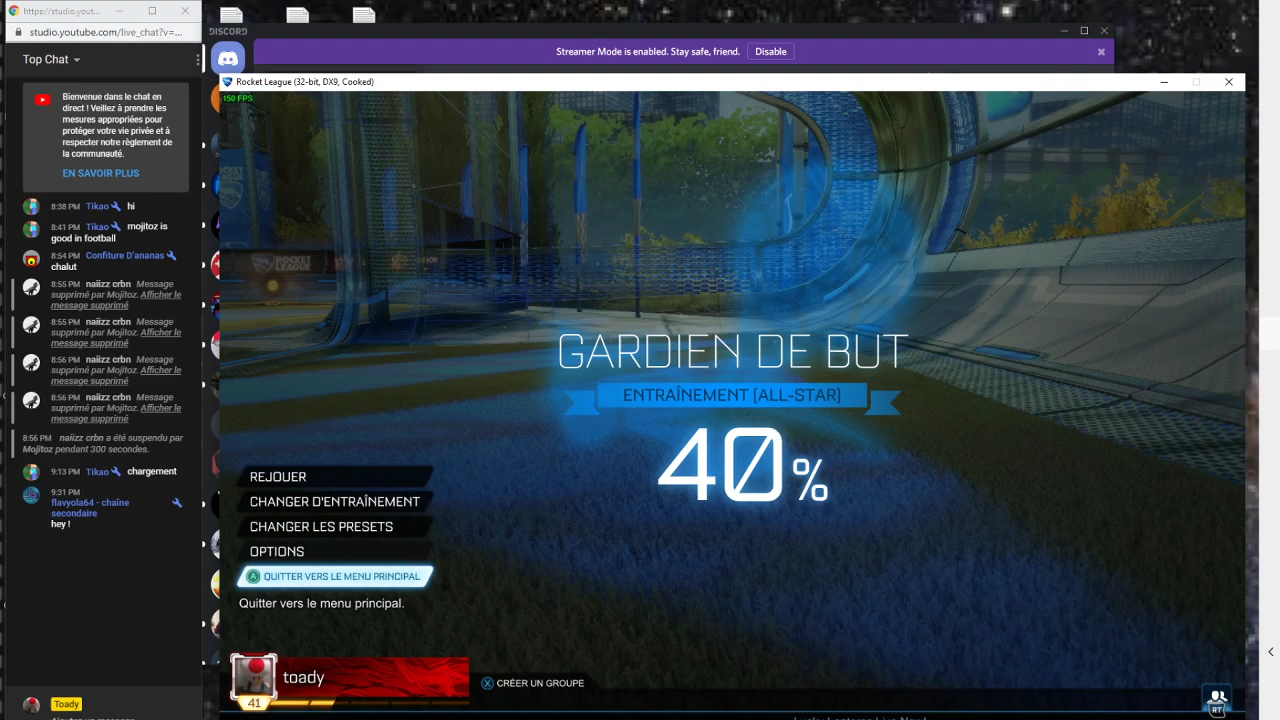 https://studio.yout...
studio.youtube.com/live_chat?v=...
Top Chat
Bienvenue dans le chat en
direct ! Veillez à prendre les
mesures appropriées pour
protéger votre vie privée et à
respecter notre règlement de
la communauté.
EN SAVOIR PLUS
8:38 PM Tikao hi
8:41 PM Tikao mojitoz is
good in football
8:54 PM Confiture D'ananas
chalut
8:55 PM naiizz crbn Message
supprimé par Mojitoz. Afficher le
message supprimé
8:55 PM naiizz crbn Message
supprimé par Mojitoz. Afficher le
message supprimé
8:56 PM naiizz crbn Message
supprimé par Mojitoz. Afficher le
message supprimé
8:56 PM naiizz crbn Message
supprimé par Mojitoz. Afficher le
message supprimé
8:56 PM naiizz crbn a été suspendu par
Mojitoz pendant 300 secondes.
9:13 PM Tikao chargement
9:31 PM
flavyola64 - chaîne
secondaire
hey !
Toady
DISCORD
Streamer Mode is enabled. Stay safe, friend. Disable
Rocket League (32-bit, DX9, Cooked)
150 FPS
ROCKET
LEAGUE
GARDIEN DE BUT
ENTRAÎNEMENT (ALL-STAR)
40%
REJOUER
CHANGER D'ENTRAÎNEMENT
CHANGER LES PRESETS
OPTIONS
A QUITTER VERS LE MENU PRINCIPAL
Quitter vers le menu principal.
toady
41
X CRÉER UN GROUPE
RT